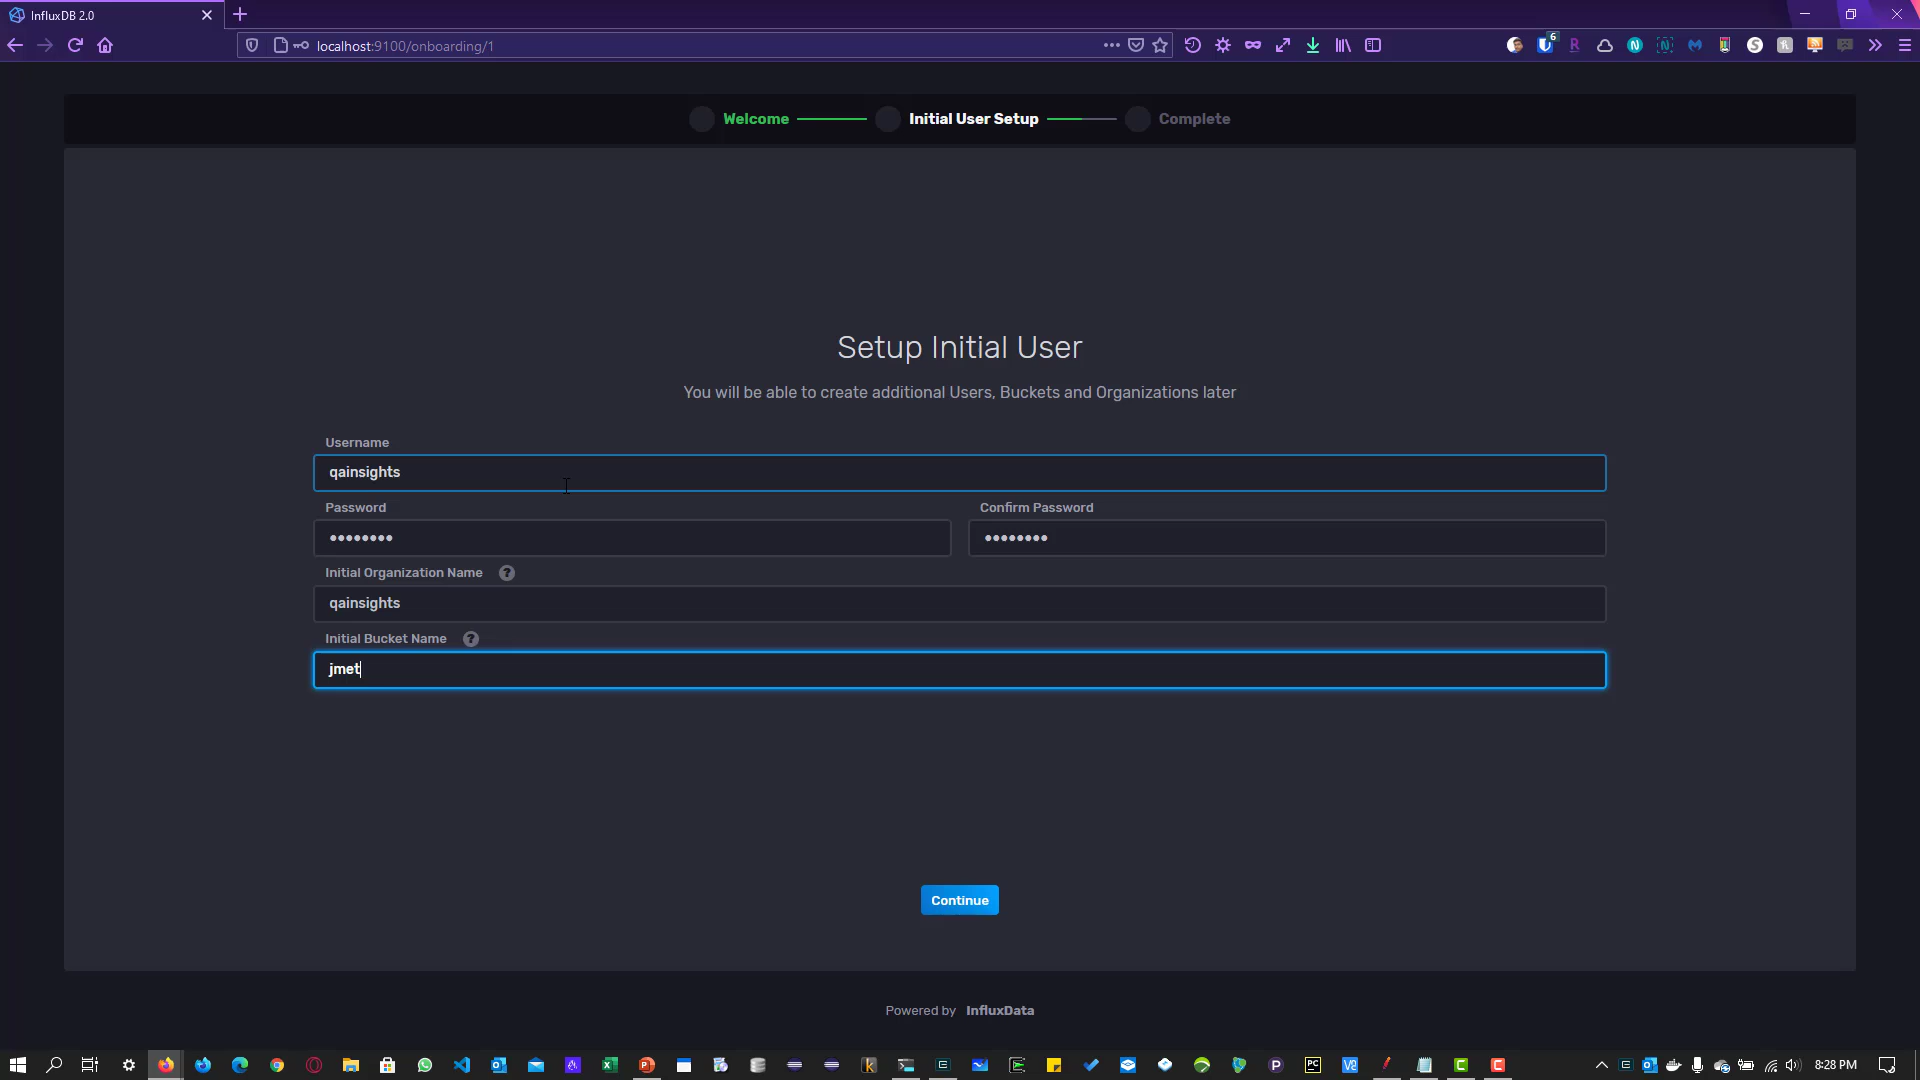 InfluxDB 2.0
localhost:9100/onboarding/1
6
Welcome
Initial User Setup
Complete
Setup Initial User
You will be able to create additional Users, Buckets and Organizations later
Username
qainsights
Password
Confirm Password
••••••••
••••••••
Initial Organization Name ?
qainsights
Initial Bucket Name ?
jmet
Continue
Powered by InfluxData
8:28 PM